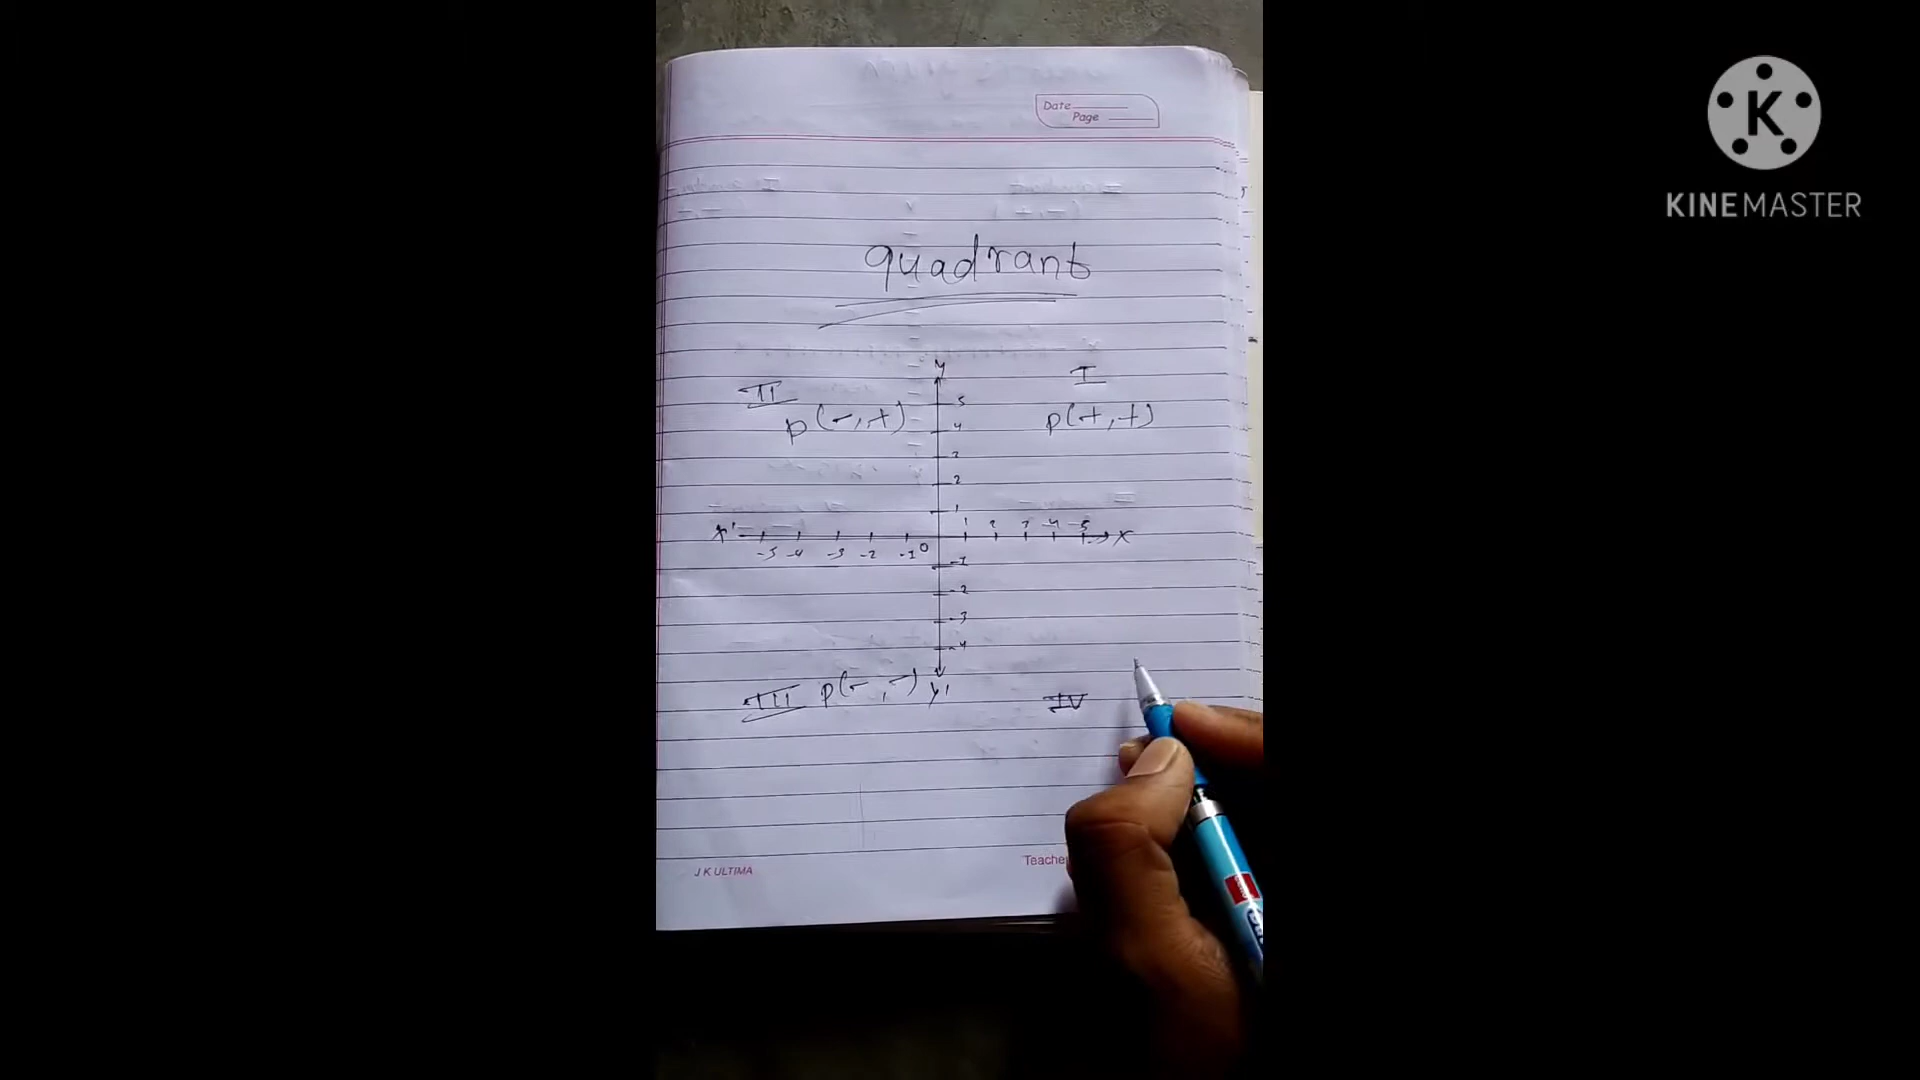 Date
Page
KINEMASTER
quadrant
y
II
I
p(-,+)
p(+,+)
5
4
3
2
1
x'
1 2 3 4 5
x
-5 -4 -3 -2 -1 0
-1
-2
-3
-4
III p(-,-) y'
IV
J K ULTIMA